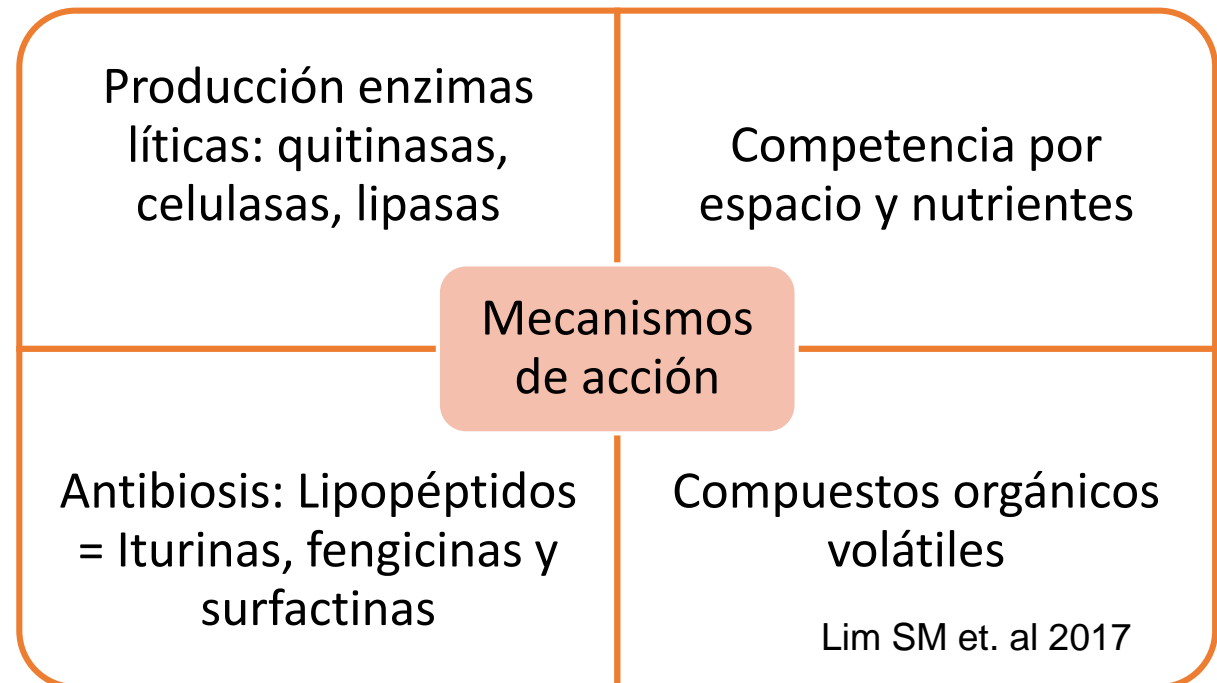 Producción enzimas
líticas: quitinasas,
celulasas, lipasas
Competencia por
espacio y nutrientes
Mecanismos
de acción
Antibiosis: Lipopéptidos
= Iturinas, fengicinas y
surfactinas
Compuestos orgánicos
volátiles
Lim SM et. al 2017